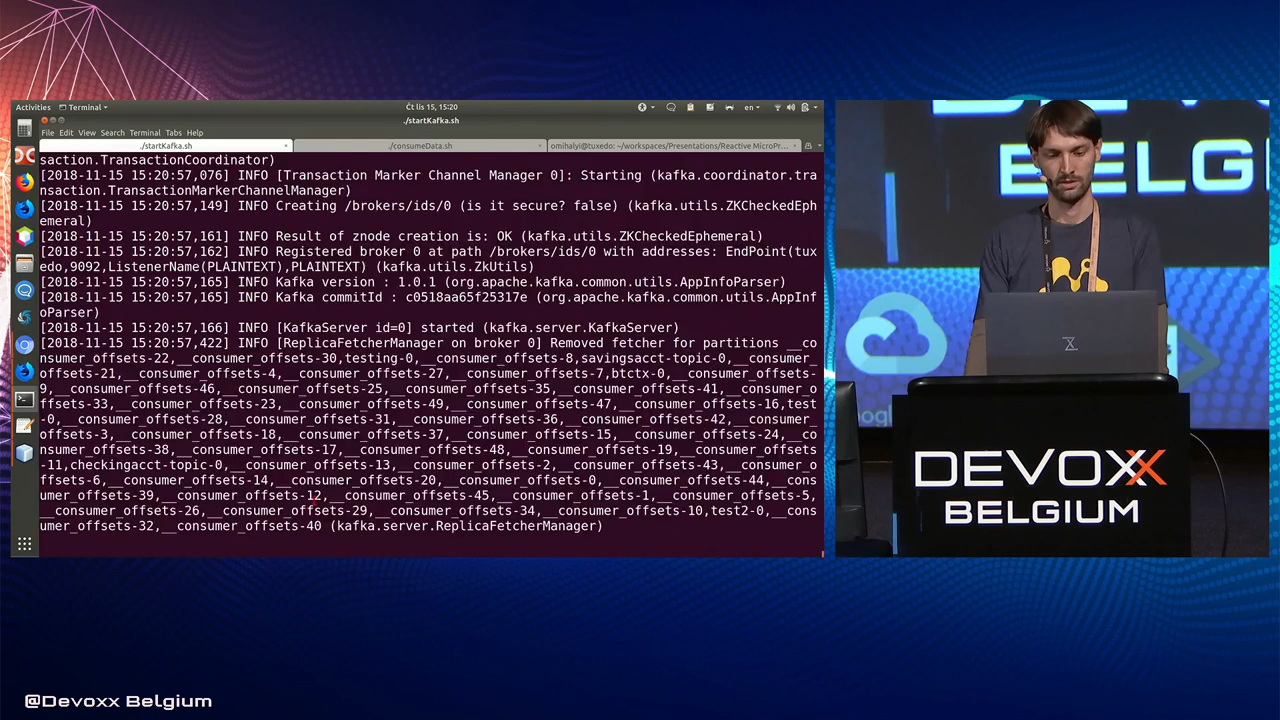 Activities
Terminal
Čt lis 15, 15:20
en
./startKafka.sh
File Edit View Search Terminal Tabs Help
./startKafka.sh
./consumeData.sh
omihalyi@tuxedo: ~/workspaces/Presentations/Reactive MicroPr...
saction.TransactionCoordinator)
[2018-11-15 15:20:57,076] INFO [Transaction Marker Channel Manager 0]: Starting (kafka.coordinator.tra
nsaction.TransactionMarkerChannelManager)
[2018-11-15 15:20:57,149] INFO Creating /brokers/ids/0 (is it secure? false) (kafka.utils.ZKCheckedEph
emeral)
[2018-11-15 15:20:57,161] INFO Result of znode creation is: OK (kafka.utils.ZKCheckedEphemeral)
[2018-11-15 15:20:57,162] INFO Registered broker 0 at path /brokers/ids/0 with addresses: EndPoint(tux
edo,9092,ListenerName(PLAINTEXT),PLAINTEXT) (kafka.utils.ZkUtils)
[2018-11-15 15:20:57,165] INFO Kafka version : 1.0.1 (org.apache.kafka.common.utils.AppInfoParser)
[2018-11-15 15:20:57,165] INFO Kafka commitId : c0518aa65f25317e (org.apache.kafka.common.utils.AppInf
oParser)
[2018-11-15 15:20:57,166] INFO [KafkaServer id=0] started (kafka.server.KafkaServer)
[2018-11-15 15:20:57,422] INFO [ReplicaFetcherManager on broker 0] Removed fetcher for partitions __co
nsumer_offsets-22,__consumer_offsets-30,testing-0,__consumer_offsets-8,savingsacct-topic-0,__consumer_
offsets-21,__consumer_offsets-4,__consumer_offsets-27,__consumer_offsets-7,btctx-0,__consumer_offsets-
9,__consumer_offsets-46,__consumer_offsets-25,__consumer_offsets-35,__consumer_offsets-41,__consumer_o
ffsets-33,__consumer_offsets-23,__consumer_offsets-49,__consumer_offsets-47,__consumer_offsets-16,test
-0,__consumer_offsets-28,__consumer_offsets-31,__consumer_offsets-36,__consumer_offsets-42,__consumer_
offsets-3,__consumer_offsets-18,__consumer_offsets-37,__consumer_offsets-15,__consumer_offsets-24,__co
nsumer_offsets-38,__consumer_offsets-17,__consumer_offsets-48,__consumer_offsets-19,__consumer_offsets
-11,checkingacct-topic-0,__consumer_offsets-13,__consumer_offsets-2,__consumer_offsets-43,__consumer_o
ffsets-6,__consumer_offsets-14,__consumer_offsets-20,__consumer_offsets-0,__consumer_offsets-44,__cons
umer_offsets-39,__consumer_offsets-12,__consumer_offsets-45,__consumer_offsets-1,__consumer_offsets-5,
__consumer_offsets-26,__consumer_offsets-29,__consumer_offsets-34,__consumer_offsets-10,test2-0,__cons
umer_offsets-32,__consumer_offsets-40 (kafka.server.ReplicaFetcherManager)
BELG
DEVOXX
BELGIUM
@Devoxx Belgium